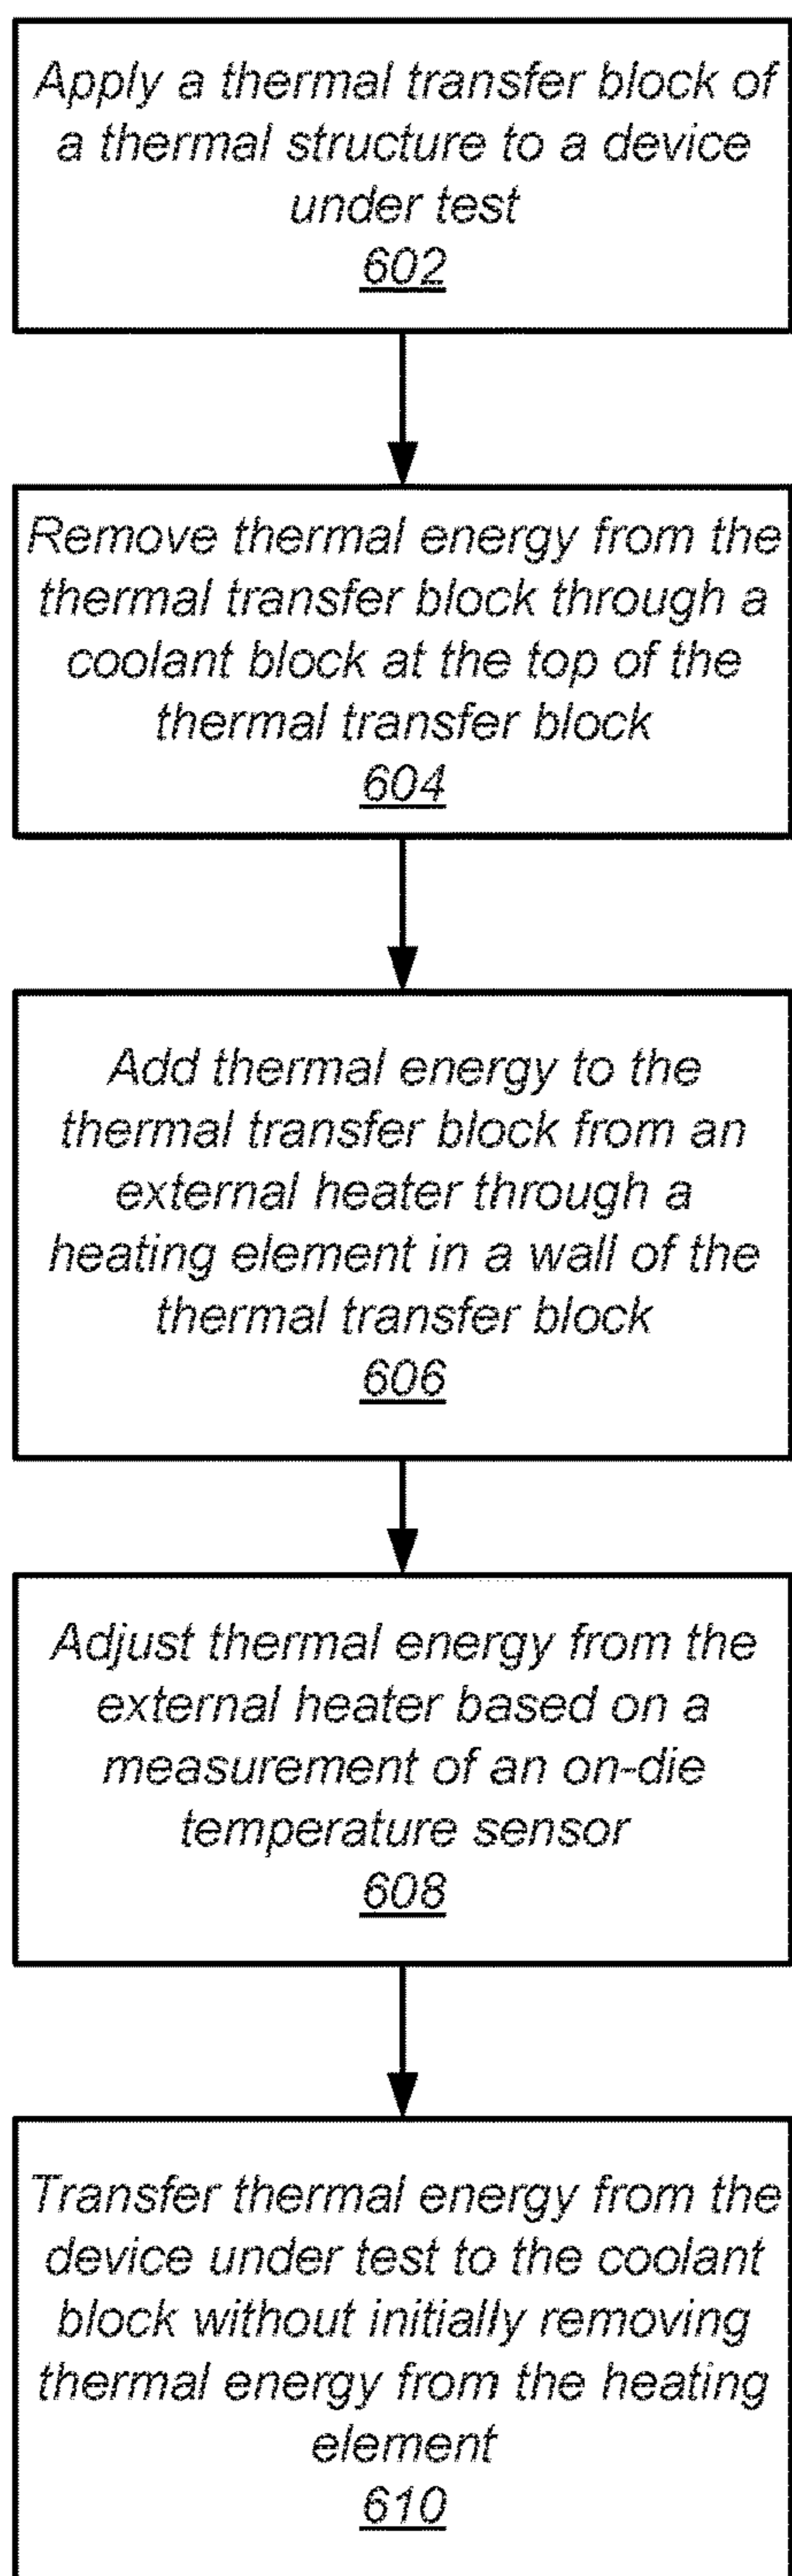 Apply a thermal transfer block of
a thermal structure to a device
under test
602
Remove thermal energy from the
thermal transfer block through a
coolant block at the top of the
thermal transfer block
604
Add thermal energy to the
thermal transfer block from an
external heater through a
heating element in a wall of the
thermal transfer block
606
Adjust thermal energy from the
external heater based on a
measurement of an on-die
temperature sensor
608
Transfer thermal energy from the
device under test to the coolant
block without initially removing
thermal energy from the heating
element
610